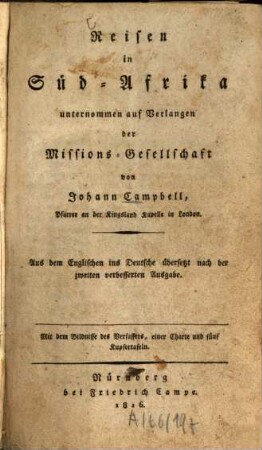 Reisen
in
Süd-Afrika
unternommen auf Verlangen
der
Missions-Gesellschaft
von
Johann Campbell,
Pfarrer an der Kingsland Kapelle in London.
Aus dem Englischen ins Deutsche übersetzt nach der
zweiten verbesserten Ausgabe.
Mit dem Bildnisse des Verfassers, einer Charte und fünf
Kupfertafeln.
Nürnberg
bei Friedrich Campe.
1816.